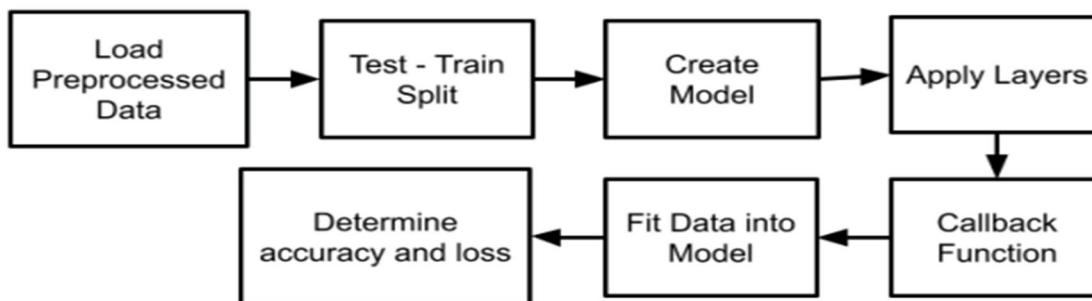 Load
Preprocessed
Data
Test - Train
Split
Create
Model
Apply Layers
Callback
Function
Fit Data into
Model
Determine
accuracy and loss